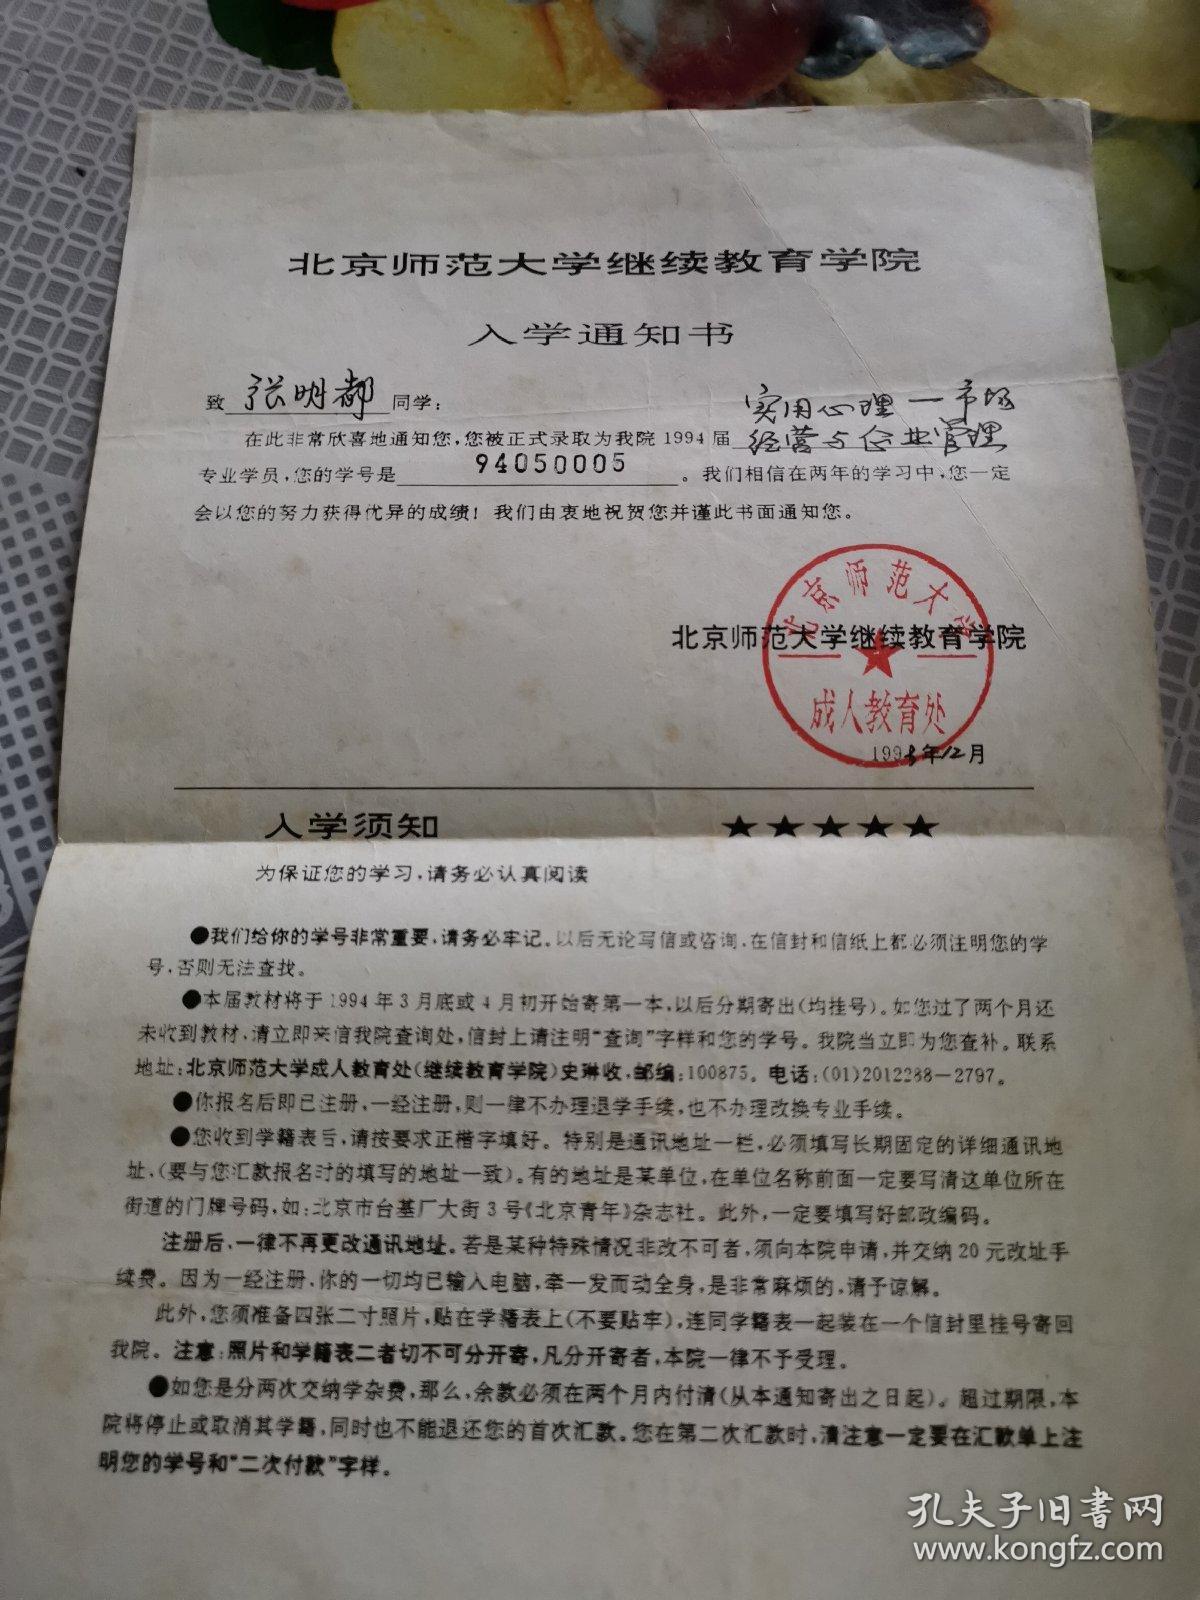 北京师范大学继续教育学院
入学通知书
致 张明都 同学：
在此非常欣喜地通知您，您被正式录取为我院1994届 实用心理—市场
经营与企业管理
专业学员，您的学号是 94050005 。我们相信在两年的学习中，您一定
会以您的努力获得优异的成绩！我们由衷地祝贺您并谨此书面通知您。
北京师范大学
北京师范大学继续教育学院
成人教育处
1993年12月
入学须知 ★★★★★
为保证您的学习，请务必认真阅读
●我们给你的学号非常重要，请务必牢记。以后无论写信或咨询，在信封和信纸上都必须注明您的学
号，否则无法查找。
●本届教材将于1994年3月底或4月初开始寄第一本，以后分期寄出（均挂号）。如您过了两个月还
未收到教材，请立即来信我院查询处，信封上请注明“查询”字样和您的学号。我院当立即为您查补。联系
地址：北京师范大学成人教育处（继续教育学院）史琳收，邮编：100875。电话：(01)2012288—2797。
●你报名后即已注册，一经注册，则一律不办理退学手续，也不办理改换专业手续。
●您收到学籍表后，请按要求正楷字填好。特别是通讯地址一栏，必须填写长期固定的详细通讯地
址，（要与您汇款报名时的填写的地址一致）。有的地址是某单位，在单位名称前面一定要写清这单位所在
街道的门牌号码，如：北京市台基厂大街3号《北京青年》杂志社。此外，一定要填写好邮政编码。
注册后，一律不再更改通讯地址。若是某种特殊情况非改不可者，须向本院申请，并交纳20元改址手
续费。因为一经注册，你的一切均已输入电脑，牵一发而动全身，是非常麻烦的，请予谅解。
此外，您须准备四张二寸照片，贴在学籍表上（不要贴牢），连同学籍表一起装在一个信封里挂号寄回
我院。注意：照片和学籍表二者切不可分开寄，凡分开寄者，本院一律不予受理。
●如您是分两次交纳学杂费，那么，余款必须在两个月内付清（从本通知寄出之日起）。超过期限，本
院将停止或取消其学籍，同时也不能退还您的首次汇款。您在第二次汇款时，请注意一定要在汇款单上注
明您的学号和“二次付款”字样。
孔夫子旧书网
www.kongfz.com